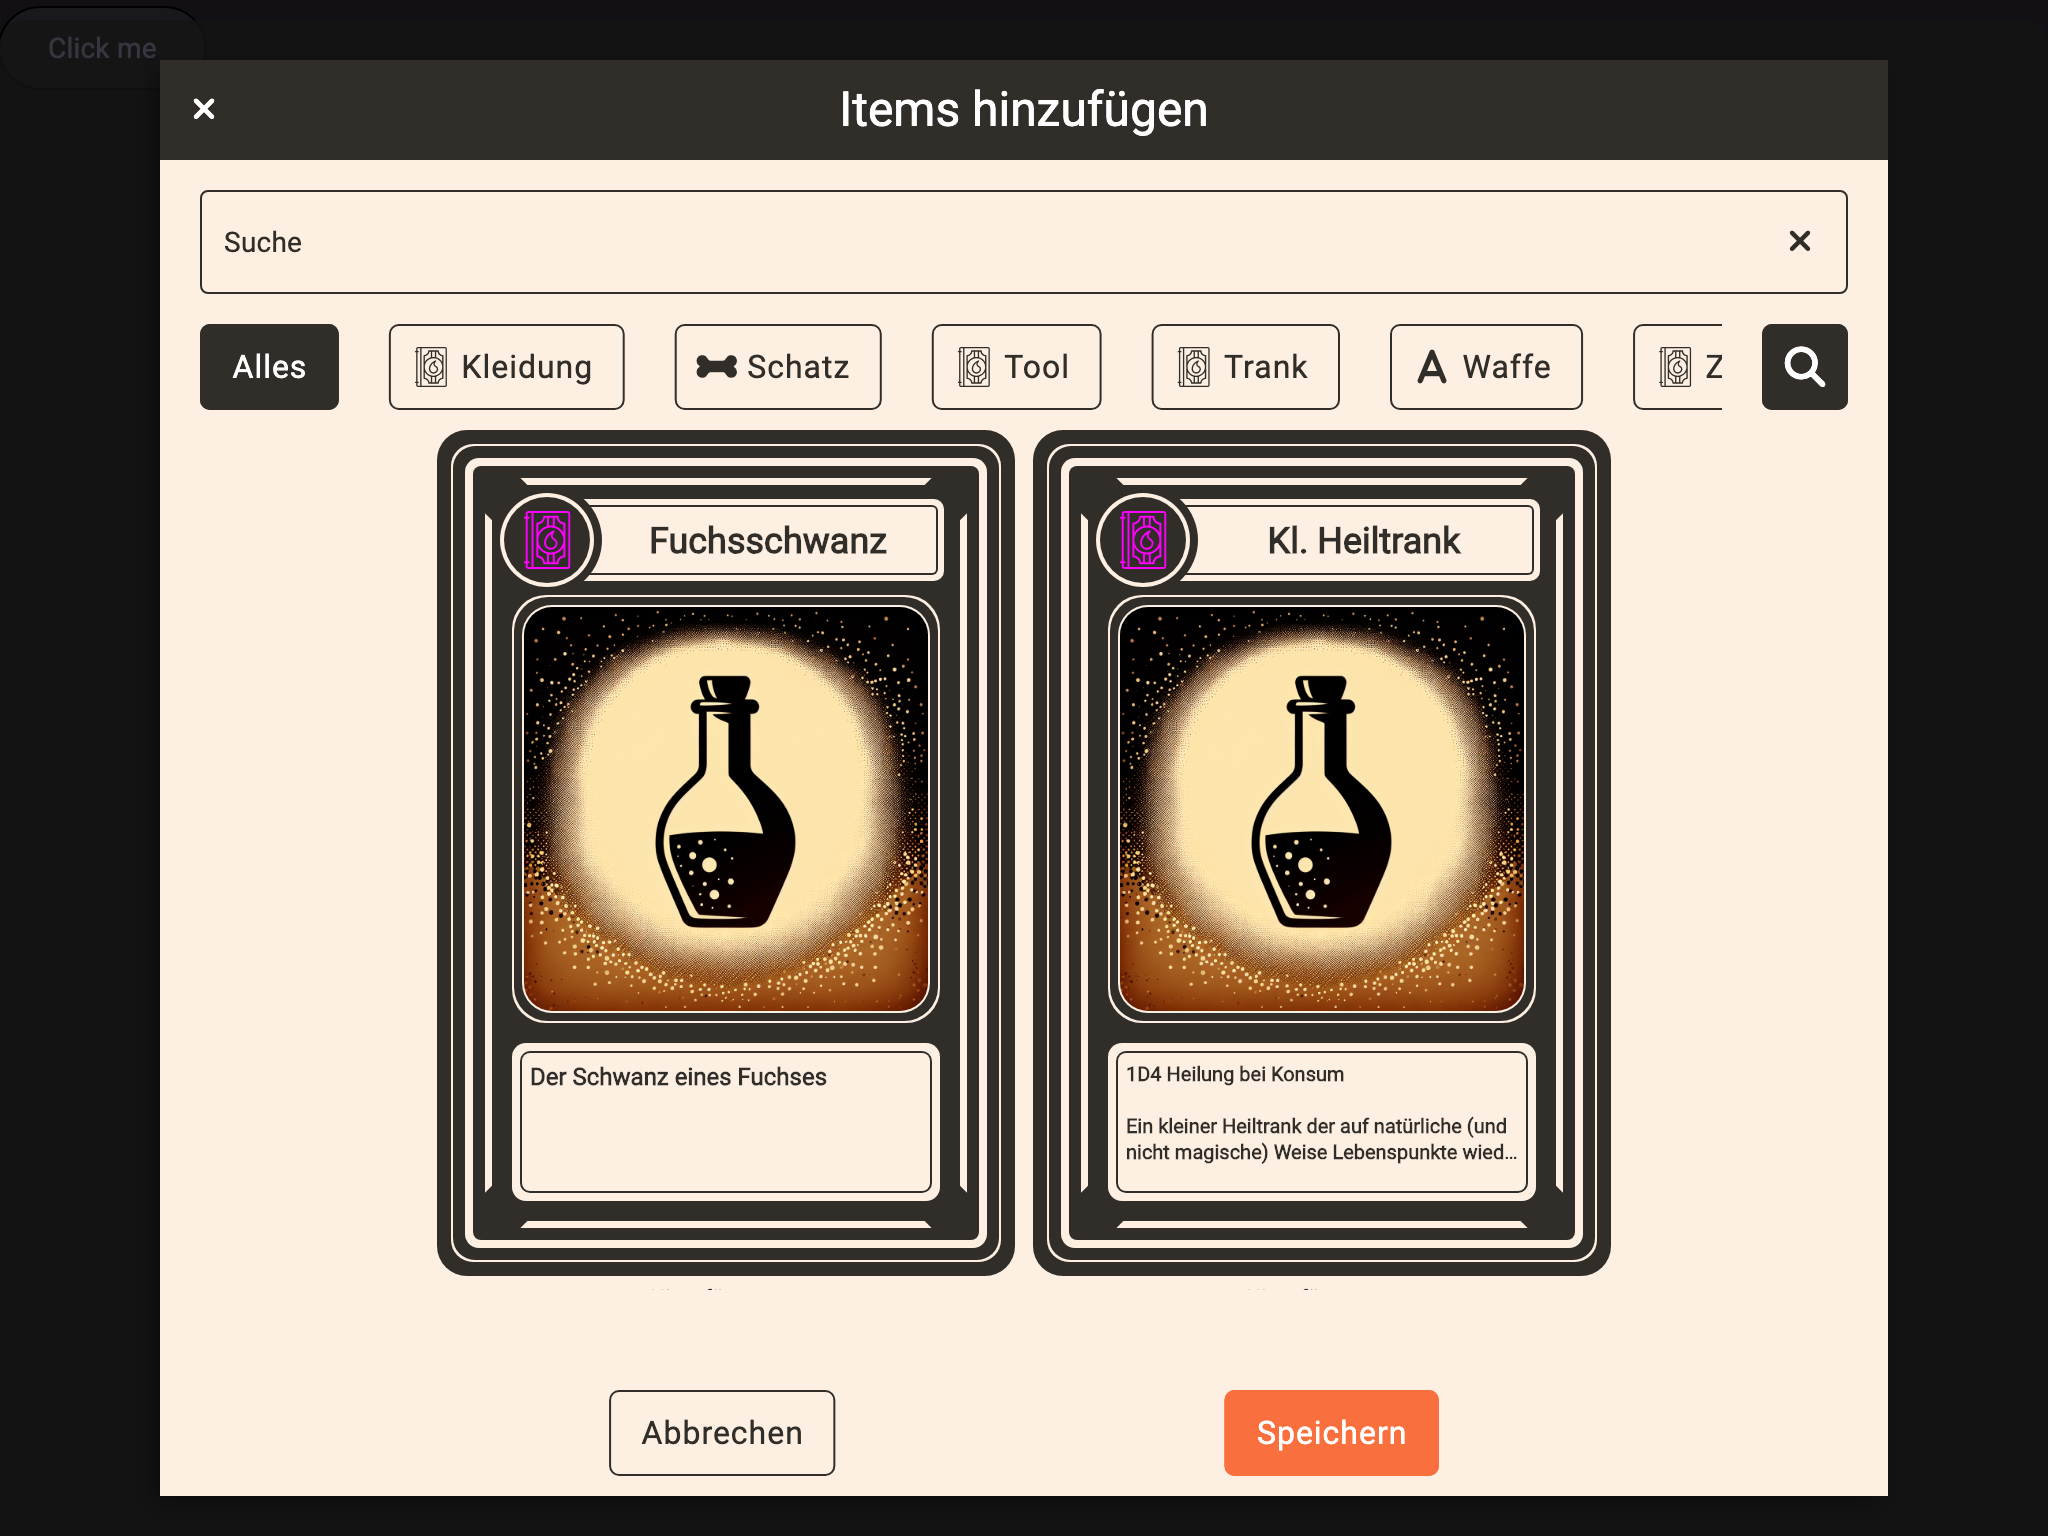 Click me
Items hinzufügen
Suche
Alles
Kleidung
Schatz
Tool
Trank
Waffe
Z
Fuchsschwanz
Kl. Heiltrank
Der Schwanz eines Fuchses
1D4 Heilung bei Konsum
Ein kleiner Heiltrank der auf natürliche (und
nicht magische) Weise Lebenspunkte wied...
Abbrechen
Speichern